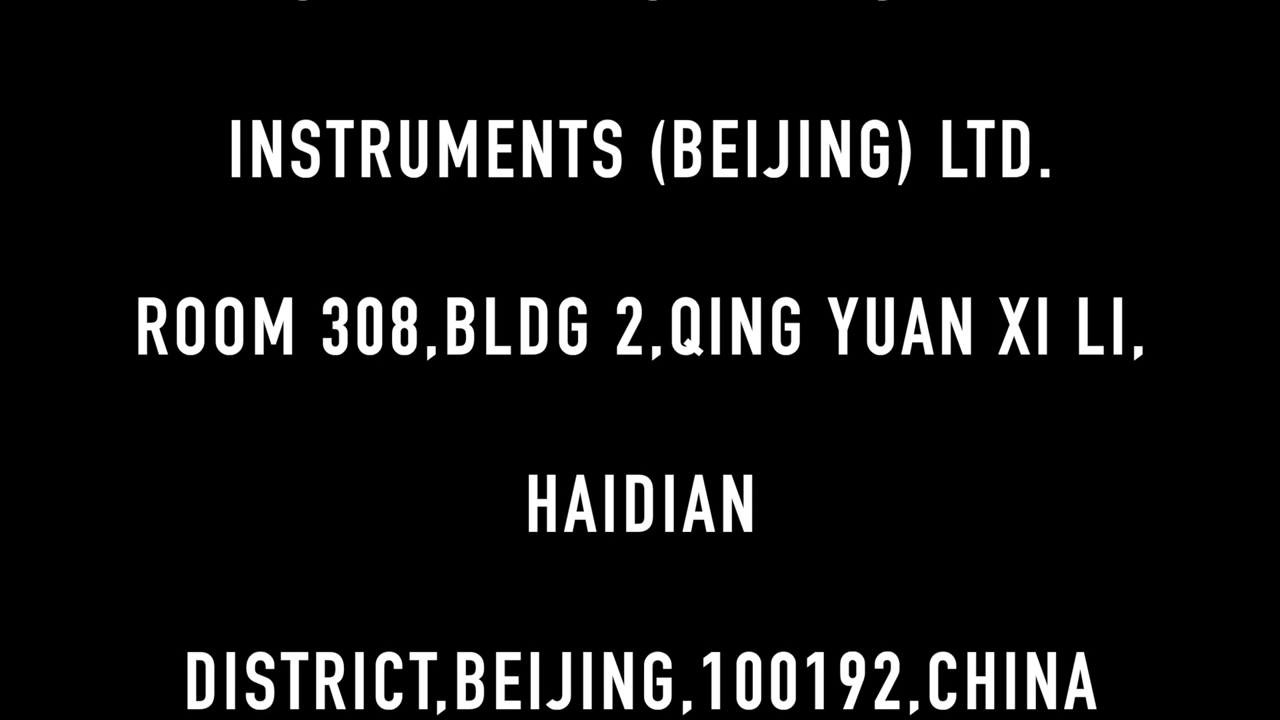 INSTRUMENTS (BEIJING) LTD.
ROOM 308,BLDG 2,QING YUAN XI LI,
HAIDIAN
DISTRICT,BEIJING,100192,CHINA